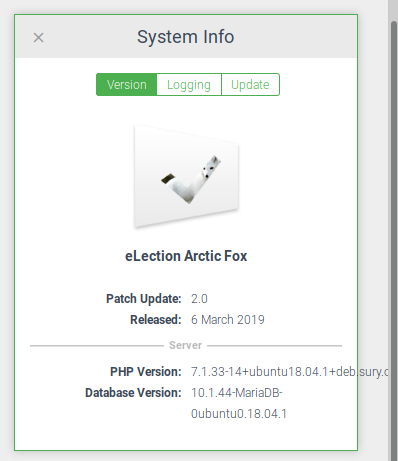 × System Info
Version Logging Update
eLection Arctic Fox
Patch Update: 2.0
Released: 6 March 2019
Server
PHP Version: 7.1.33-14+ubuntu18.04.1+deb.sury.o
Database Version: 10.1.44-MariaDB-
0ubuntu0.18.04.1